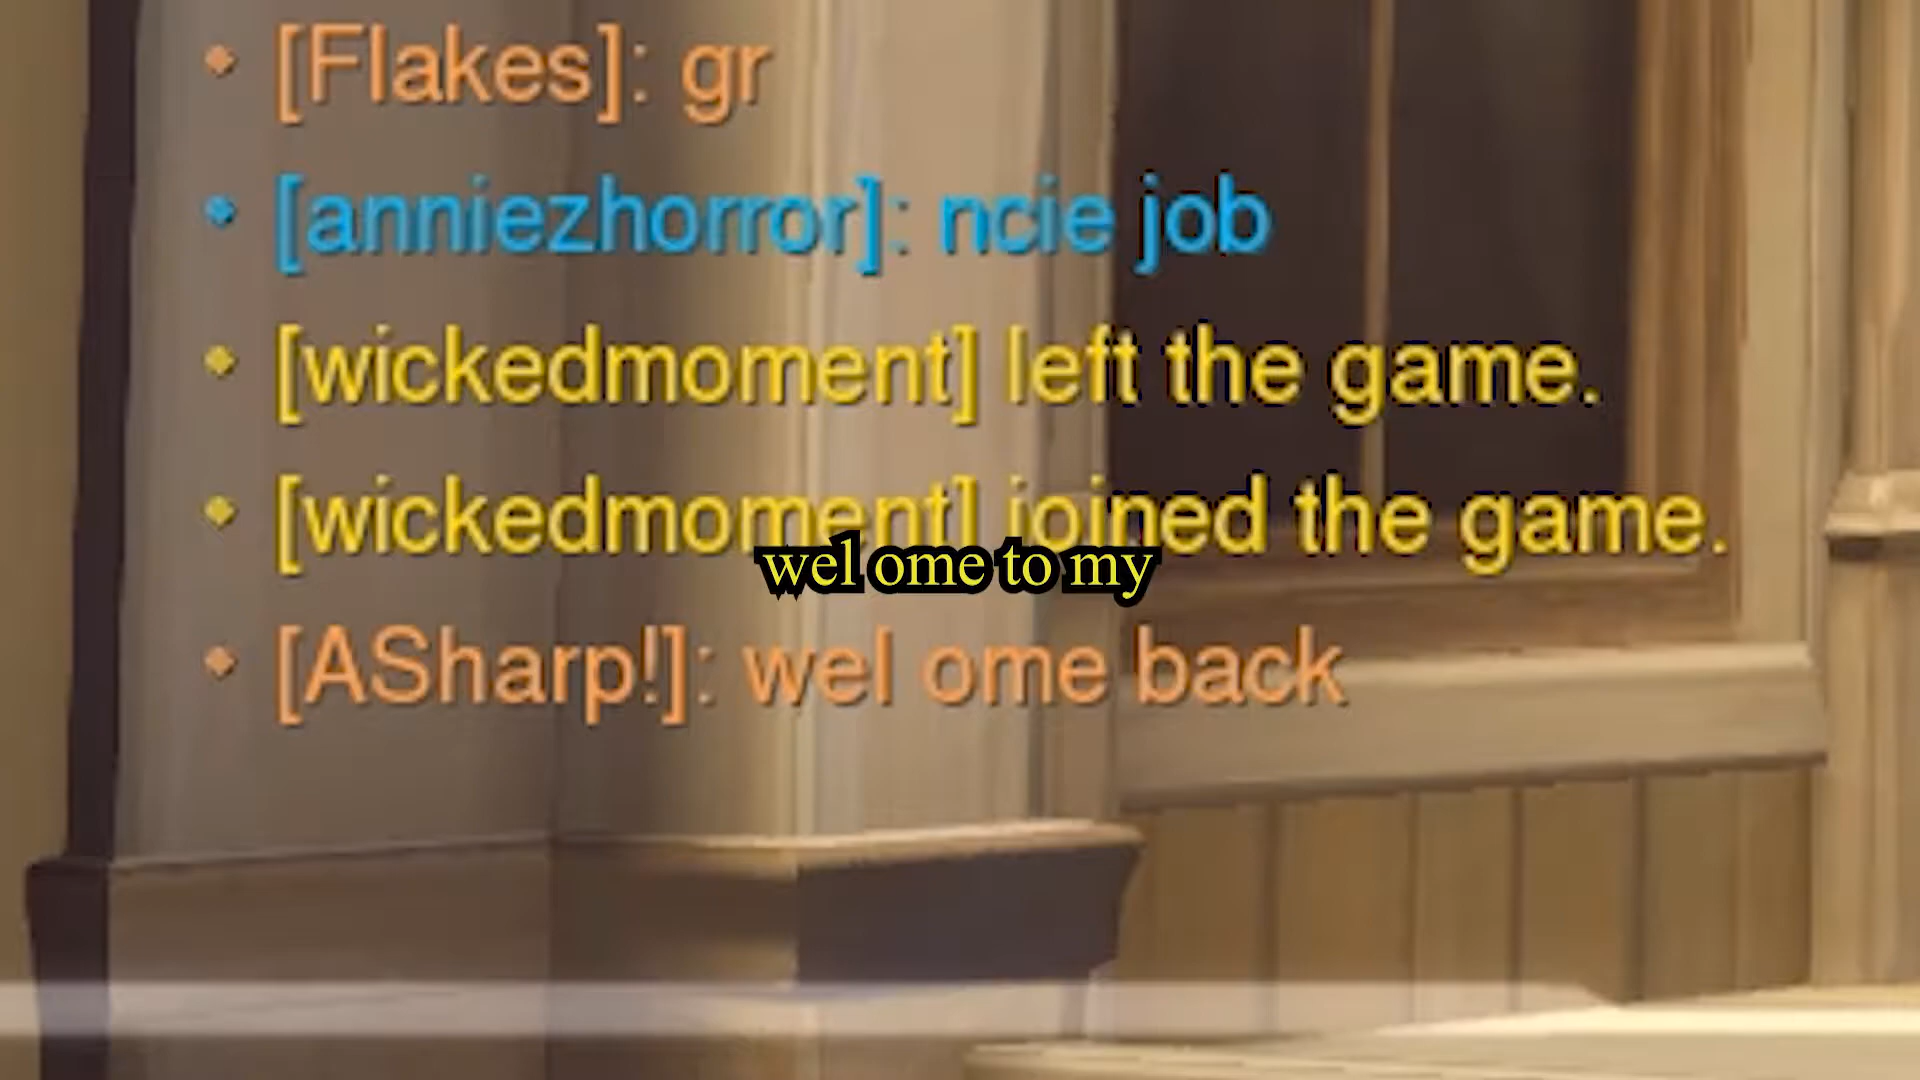 • [Flakes]: gr
• [anniezhorror]: ncie job
• [wickedmoment] left the game.
• [wickedmoment] joined the game.
wel ome to my
• [ASharp!]: wel ome back